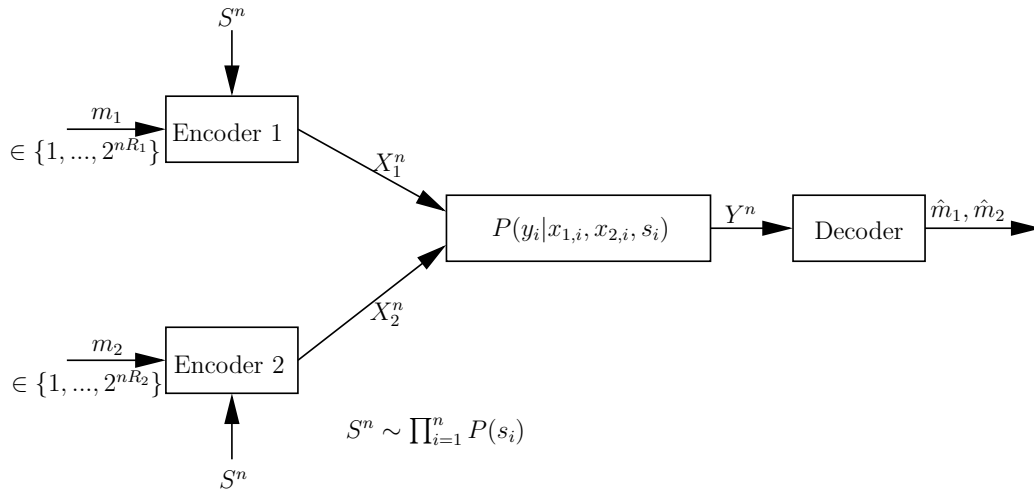 S^n
m_1
∈ {1, ..., 2^{nR_1}}
Encoder 1
X_1^n
P(y_i|x_{1,i}, x_{2,i}, s_i)
Y^n
Decoder
\hat{m}_1, \hat{m}_2
X_2^n
m_2
∈ {1, ..., 2^{nR_2}}
Encoder 2
S^n ∼ ∏_{i=1}^n P(s_i)
S^n